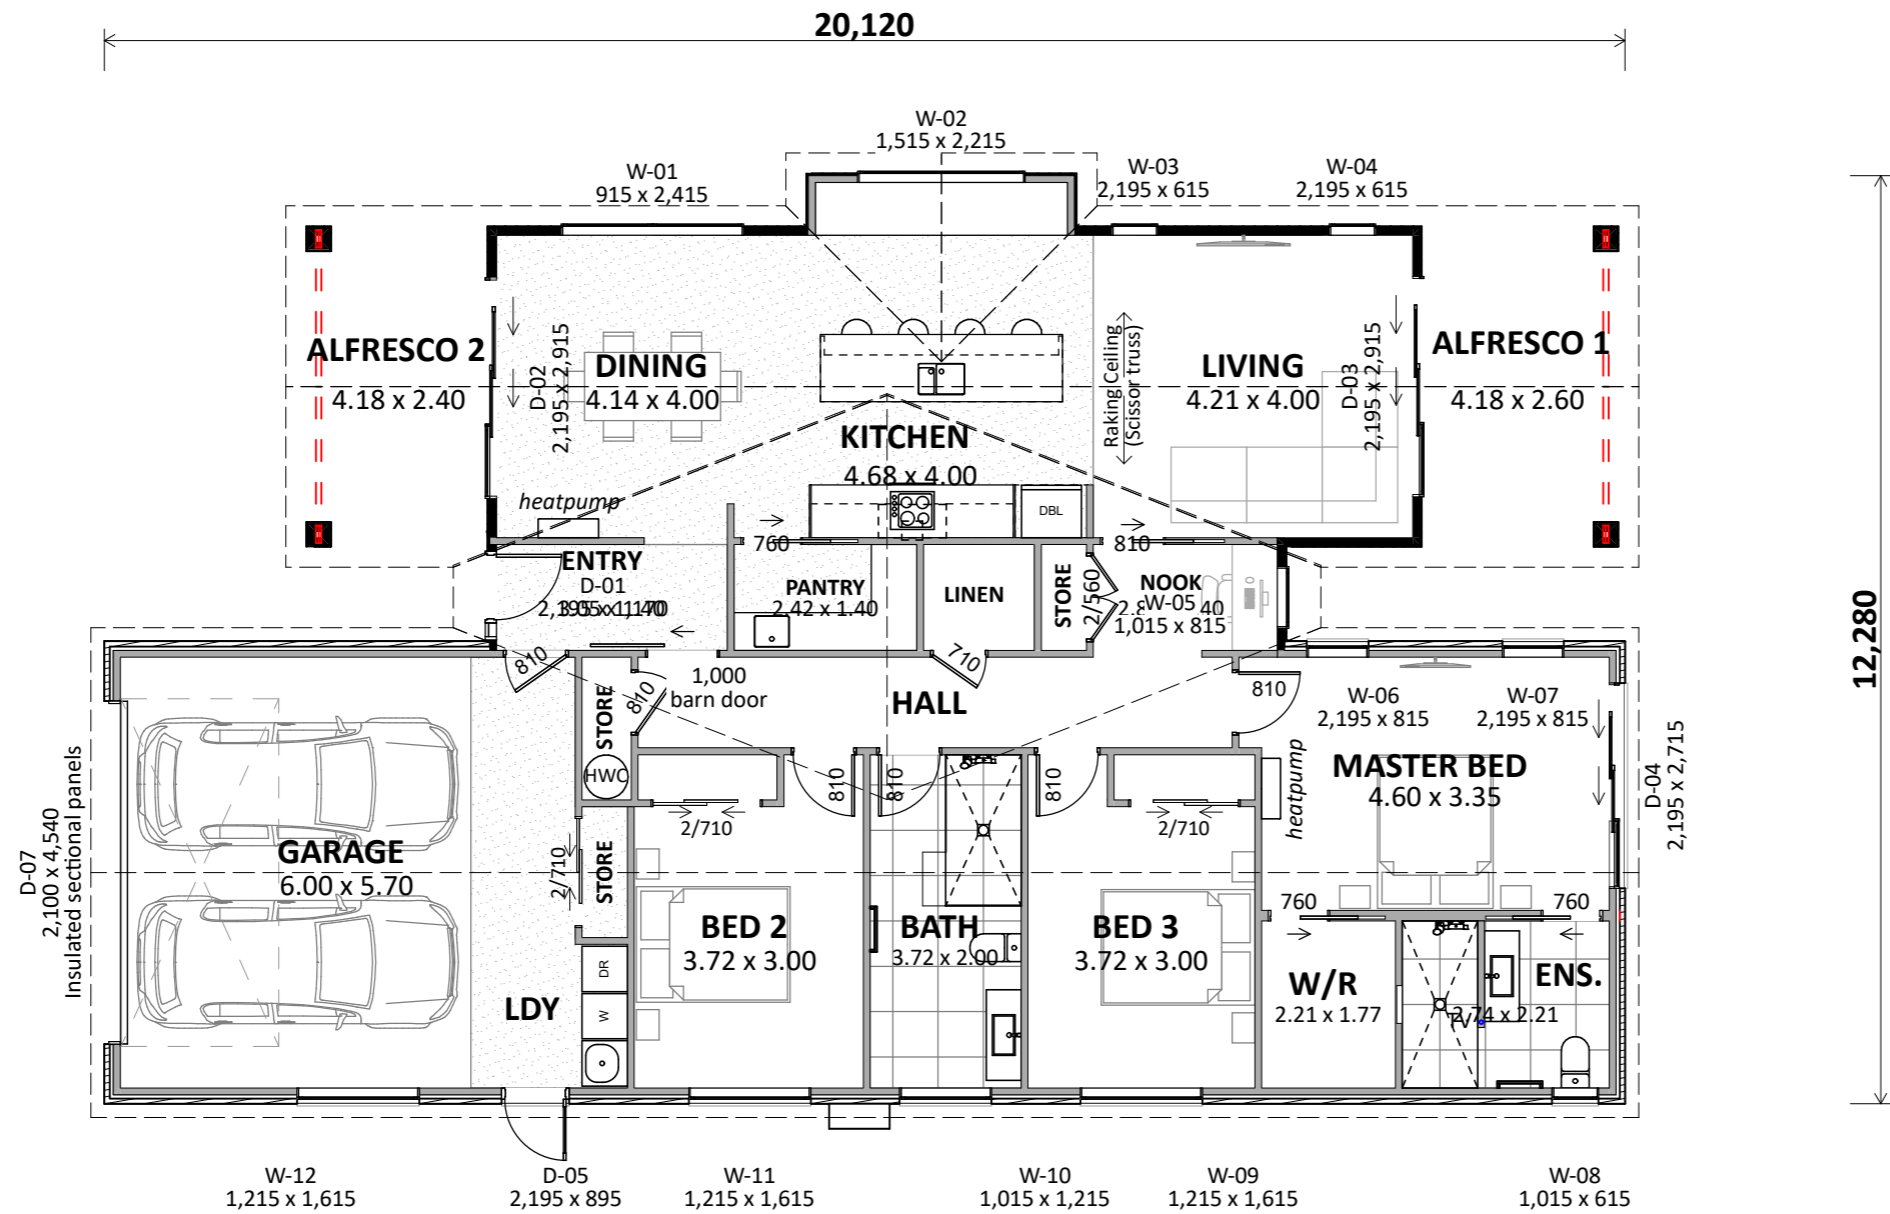 20,120
W-02
1,515 x 2,215
W-01
915 x 2,415
W-03
2,195 x 615
W-04
2,195 x 615
ALFRESCO 2
4.18 x 2.40
D-02
2,195 x 2,915
DINING
4.14 x 4.00
KITCHEN
4.68 x 4.00
Raking Ceiling
(Scissor truss)
LIVING
4.21 x 4.00
D-03
2,195 x 2,915
ALFRESCO 1
4.18 x 2.60
12,280
heatpump
DBL
760
810
ENTRY
D-01
PANTRY
2.42 x 1.40
LINEN
STORE
2/560
NOOK
W-05
1,015 x 815
810
710
1,000
barn door
HALL
STORE
810
HWC
810
W-06
2,195 x 815
W-07
2,195 x 815
MASTER BED
4.60 x 3.35
heatpump
D-04
2,195 x 2,715
D-07
2,100 x 4,540
Insulated sectional panels
GARAGE
6.00 x 5.70
2/710
STORE
2/710
810
810
810
2/710
BED 2
3.72 x 3.00
BATH
3.72 x 2.00
BED 3
3.72 x 3.00
760
760
W/R
2.21 x 1.77
ENS.
2.74 x 2.21
TV
LDY
DR
W
W-12
1,215 x 1,615
D-05
2,195 x 895
W-11
1,215 x 1,615
W-10
1,015 x 1,215
W-09
1,215 x 1,615
W-08
1,015 x 615